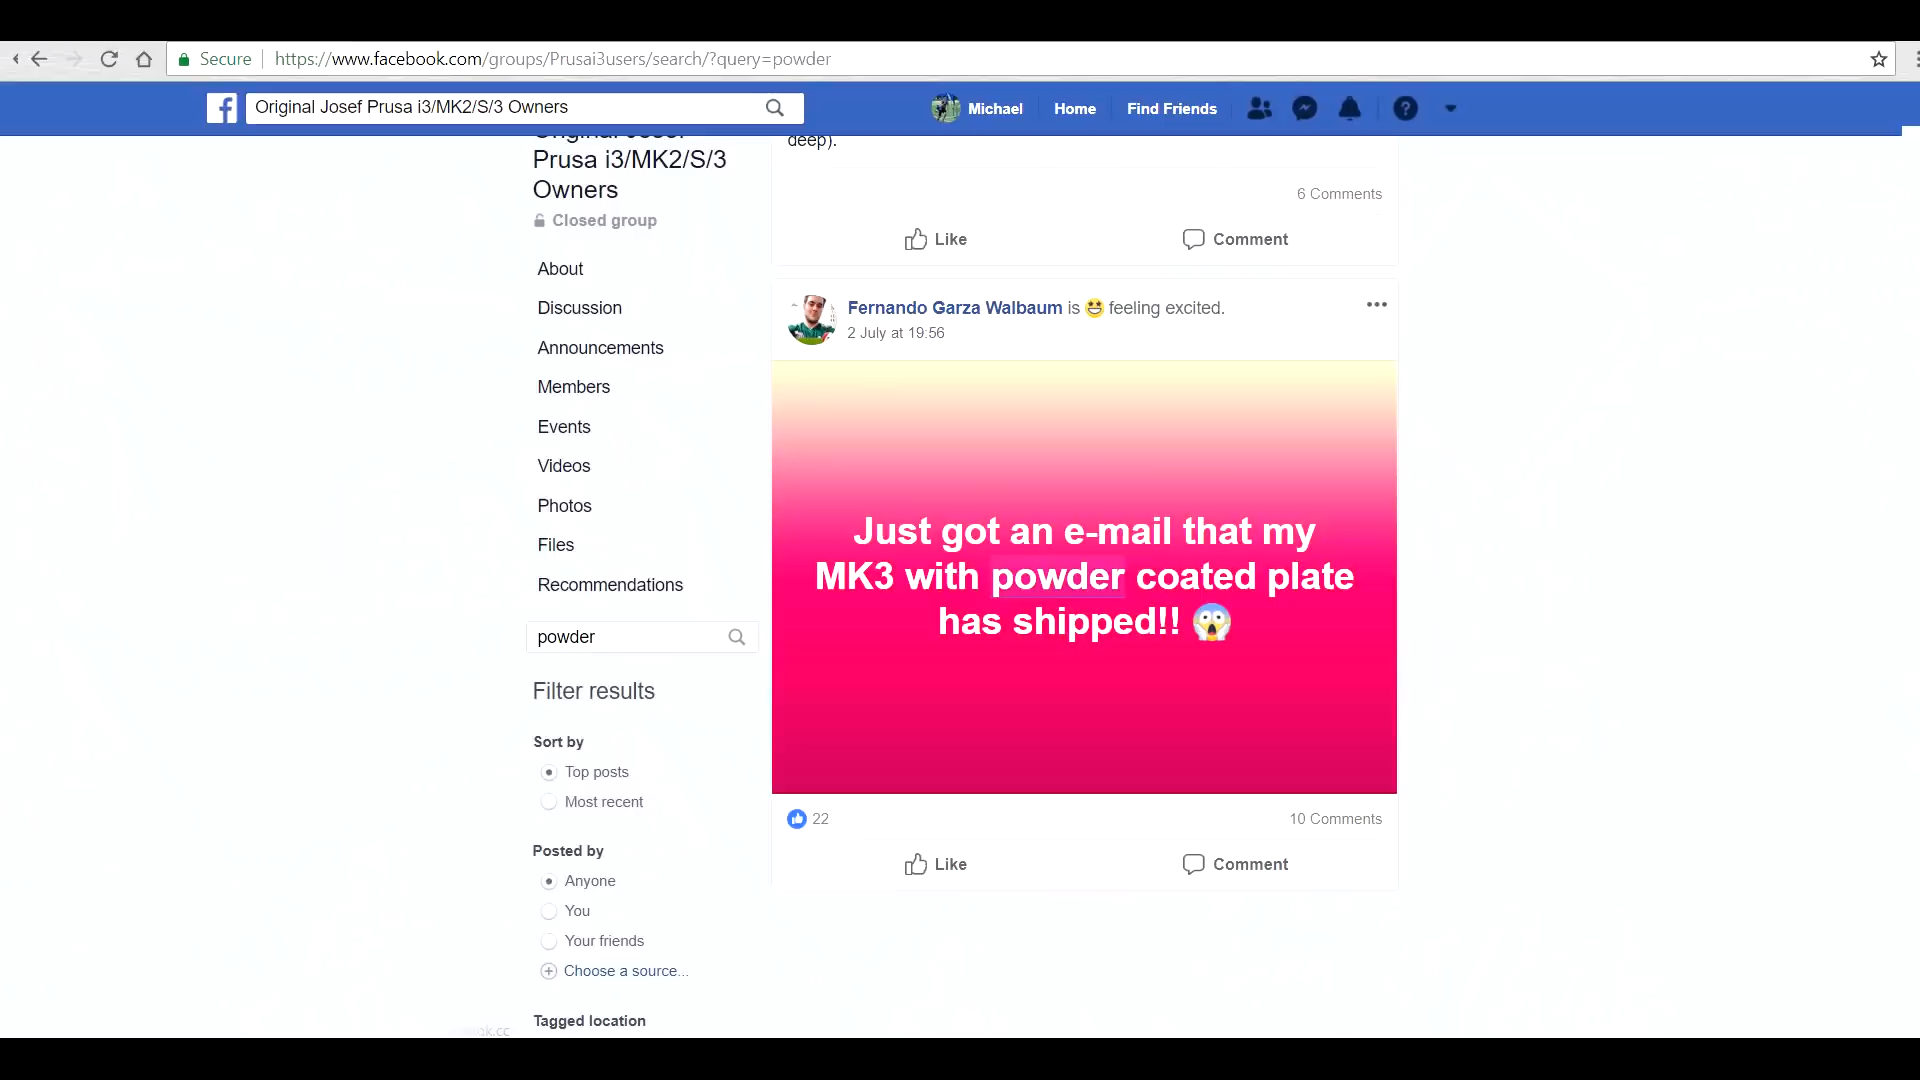 Secure
https://www.facebook.com/groups/Prusai3users/search/?query=powder
Original Josef Prusa i3/MK2/S/3 Owners
Michael
Home
Find Friends
Original Josef
Prusa i3/MK2/S/3
Owners
Closed group
About
Discussion
Announcements
Members
Events
Videos
Photos
Files
Recommendations
powder
Filter results
Sort by
Top posts
Most recent
Posted by
Anyone
You
Your friends
Choose a source...
Tagged location
deep).
6 Comments
Like
Comment
Fernando Garza Walbaum is 😀 feeling excited.
2 July at 19:56
Just got an e-mail that my
MK3 with powder coated plate
has shipped!! 😱
22
10 Comments
Like
Comment